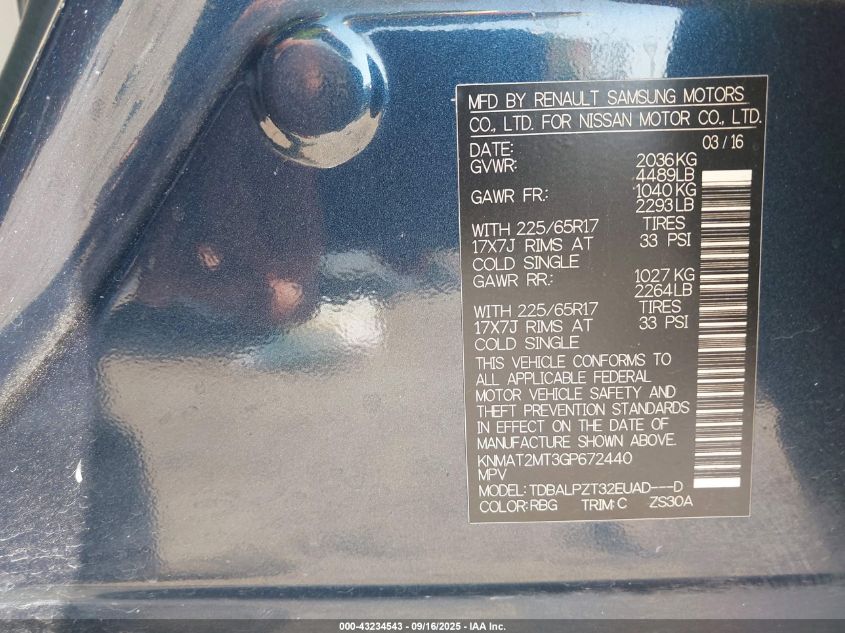 MFD BY RENAULT SAMSUNG MOTORS
CO., LTD. FOR NISSAN MOTOR CO., LTD.
DATE: 03/16
GVWR: 2036KG
4489LB
GAWR FR.: 1040KG
2293LB
WITH 225/65R17 TIRES
17X7J RIMS AT 33 PSI
COLD SINGLE
GAWR RR.: 1027KG
2264LB
WITH 225/65R17 TIRES
17X7J RIMS AT 33 PSI
COLD SINGLE
THIS VEHICLE CONFORMS TO
ALL APPLICABLE FEDERAL
MOTOR VEHICLE SAFETY AND
THEFT PREVENTION STANDARDS
IN EFFECT ON THE DATE OF
MANUFACTURE SHOWN ABOVE.
KNMAT2MT3GP672440
MPV
MODEL:TDBALPZT32EUAD---D
COLOR:RBG TRIM:C ZS30A
000-43234543 - 09/16/2025 - IAA Inc.